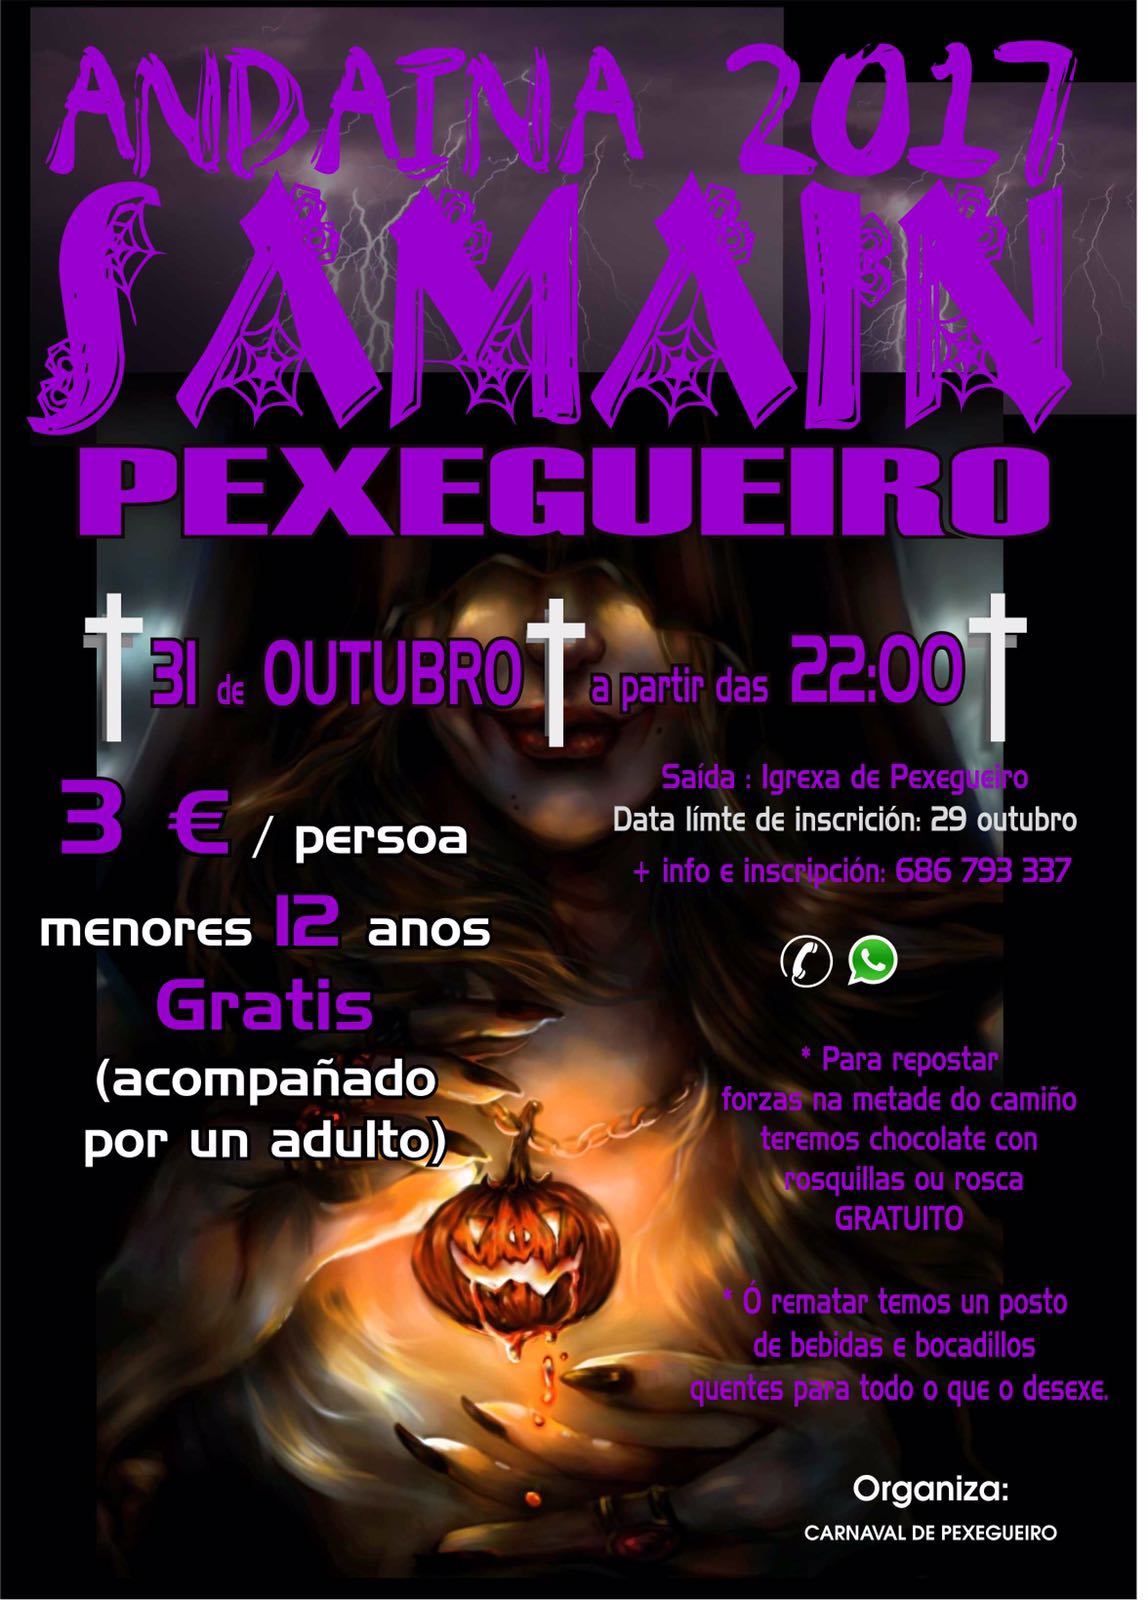 ANDAINA 2017
SAMAIN
PEXEGUEIRO
31 de OUTUBRO a partir das 22:00
3 € / persoa
menores 12 anos
Gratis
(acompañado
por un adulto)
Saída : Igrexa de Pexegueiro
Data límte de inscrición: 29 outubro
+ info e inscripción: 686 793 337
* Para repostar
forzas na metade do camiño
teremos chocolate con
rosquillas ou rosca
GRATUITO
* Ó rematar temos un posto
de bebidas e bocadillos
quentes para todo o que o desexe.
Organiza:
CARNAVAL DE PEXEGUEIRO